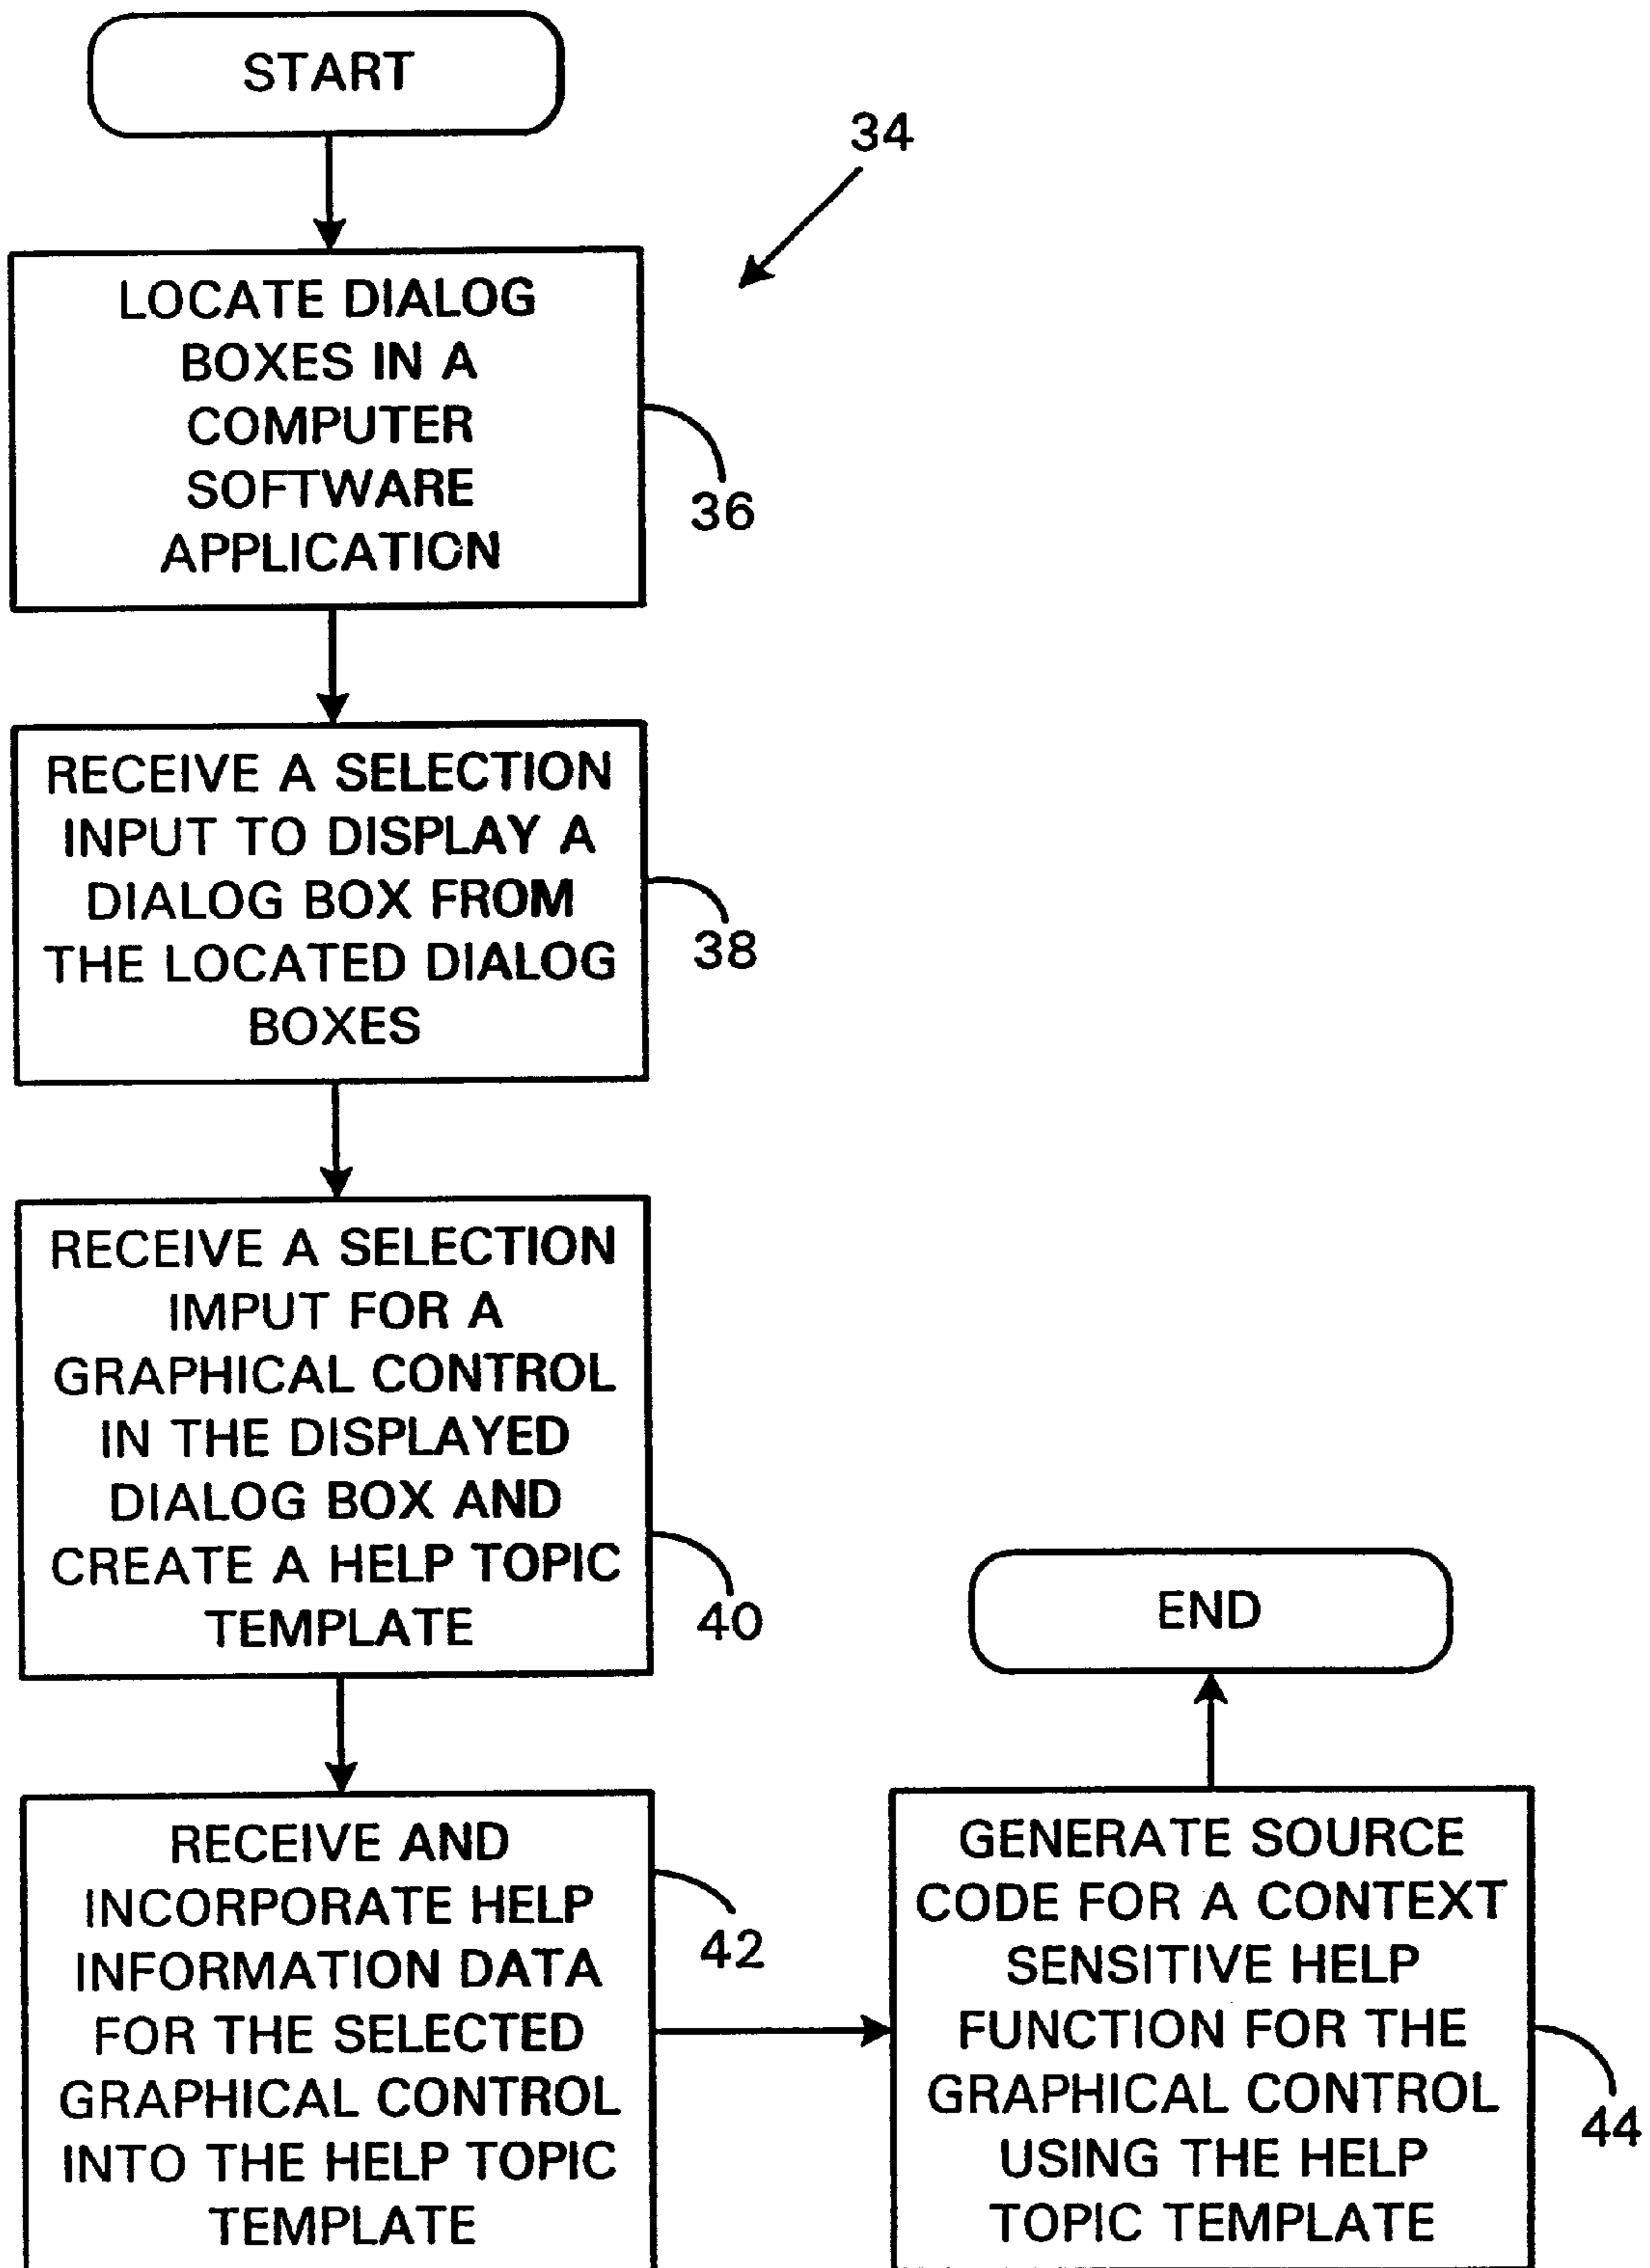 START
34
LOCATE DIALOG
BOXES IN A
COMPUTER
SOFTWARE
APPLICATION
36
RECEIVE A SELECTION
INPUT TO DISPLAY A
DIALOG BOX FROM
THE LOCATED DIALOG
BOXES
38
RECEIVE A SELECTION
IMPUT FOR A
GRAPHICAL CONTROL
IN THE DISPLAYED
DIALOG BOX AND
CREATE A HELP TOPIC
TEMPLATE
40
RECEIVE AND
INCORPORATE HELP
INFORMATION DATA
FOR THE SELECTED
GRAPHICAL CONTROL
INTO THE HELP TOPIC
TEMPLATE
42
GENERATE SOURCE
CODE FOR A CONTEXT
SENSITIVE HELP
FUNCTION FOR THE
GRAPHICAL CONTROL
USING THE HELP
TOPIC TEMPLATE
44
END